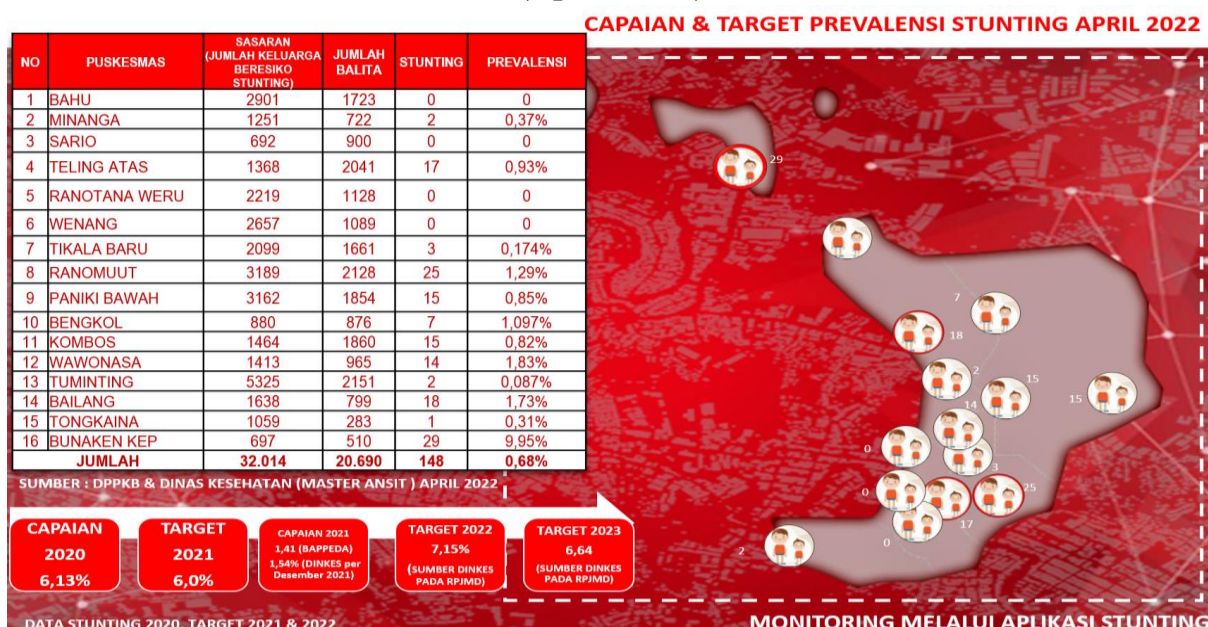 CAPAIAN & TARGET PREVALENSI STUNTING APRIL 2022
NO PUSKESMAS SASARAN (JUMLAH KELUARGA BERESIKO STUNTING) JUMLAH BALITA STUNTING PREVALENSI
1 BAHU 2901 1723 0 0
2 MINANGA 1251 722 2 0,37%
3 SARIO 692 900 0 0
4 TELING ATAS 1368 2041 17 0,93%
5 RANOTANA WERU 2219 1128 0 0
6 WENANG 2657 1089 0 0
7 TIKALA BARU 2099 1661 3 0,174%
8 RANOMUUT 3189 2128 25 1,29%
9 PANIKI BAWAH 3162 1854 15 0,85%
10 BENGKOL 880 876 7 1,097%
11 KOMBOS 1464 1860 15 0,82%
12 WAWONASA 1413 965 14 1,83%
13 TUMINTING 5325 2151 2 0,087%
14 BAILANG 1638 799 18 1,73%
15 TONGKAINA 1059 283 1 0,31%
16 BUNAKEN KEP 697 510 29 9,95%
JUMLAH 32.014 20.690 148 0,68%
SUMBER : DPPKB & DINAS KESEHATAN (MASTER ANSIT ) APRIL 2022
CAPAIAN
2020
6,13%
TARGET
2021
6,0%
CAPAIAN 2021
1,41 (BAPPEDA)
1,54% (DINKES per
Desember 2021)
TARGET 2022
7,15%
(SUMBER DINKES
PADA RPJMD)
TARGET 2023
6,64
(SUMBER DINKES
PADA RPJMD)
29
7
18
2
15
15
14
0
3
0
25
17
0
2
DATA STUNTING 2020, TARGET 2021 & 2022
MONITORING MELALUI APLIKASI STUNTING